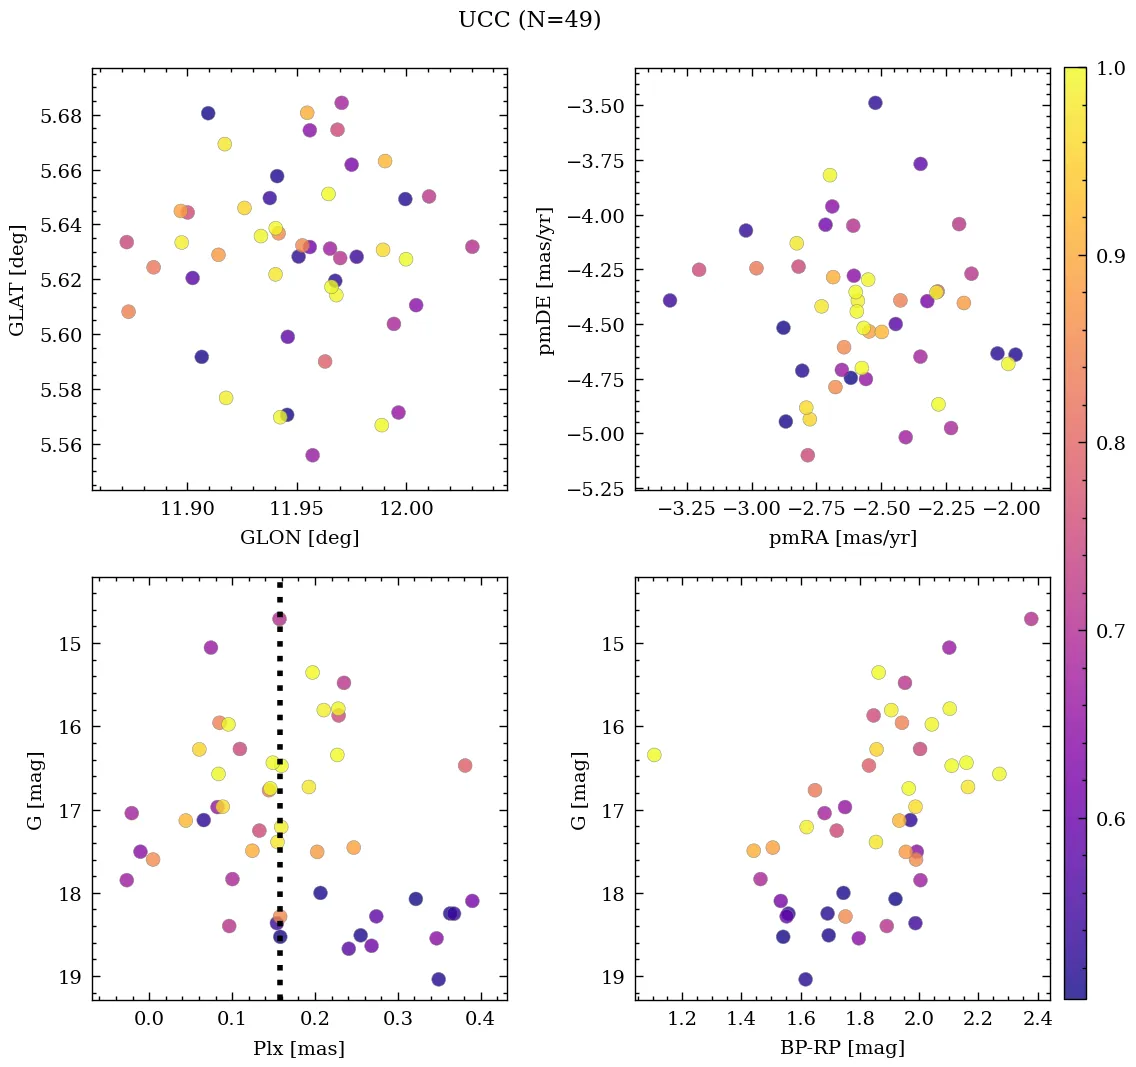 UCC (N=49)
5.68
5.66
5.64
5.62
5.60
5.58
5.56
GLAT [deg]
11.90 11.95 12.00
GLON [deg]
−3.50
−3.75
−4.00
−4.25
−4.50
−4.75
−5.00
−5.25
pmDE [mas/yr]
−3.25 −3.00 −2.75 −2.50 −2.25 −2.00
pmRA [mas/yr]
1.0
0.9
0.8
0.7
0.6
15
16
17
18
19
G [mag]
0.0 0.1 0.2 0.3 0.4
Plx [mas]
15
16
17
18
19
G [mag]
1.2 1.4 1.6 1.8 2.0 2.2 2.4
BP-RP [mag]